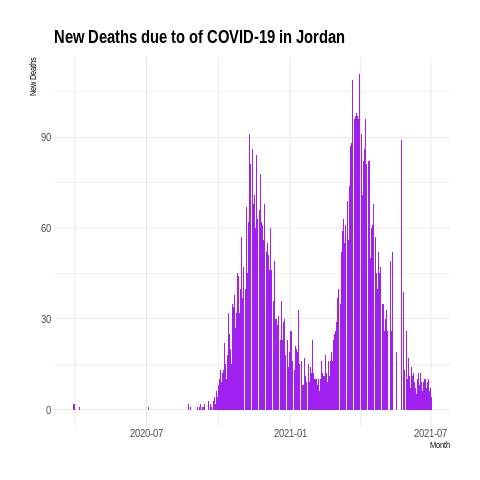 New Deaths due to of COVID-19 in Jordan
New Deaths
90
60
30
0
2020-07
2021-01
2021-07
Month